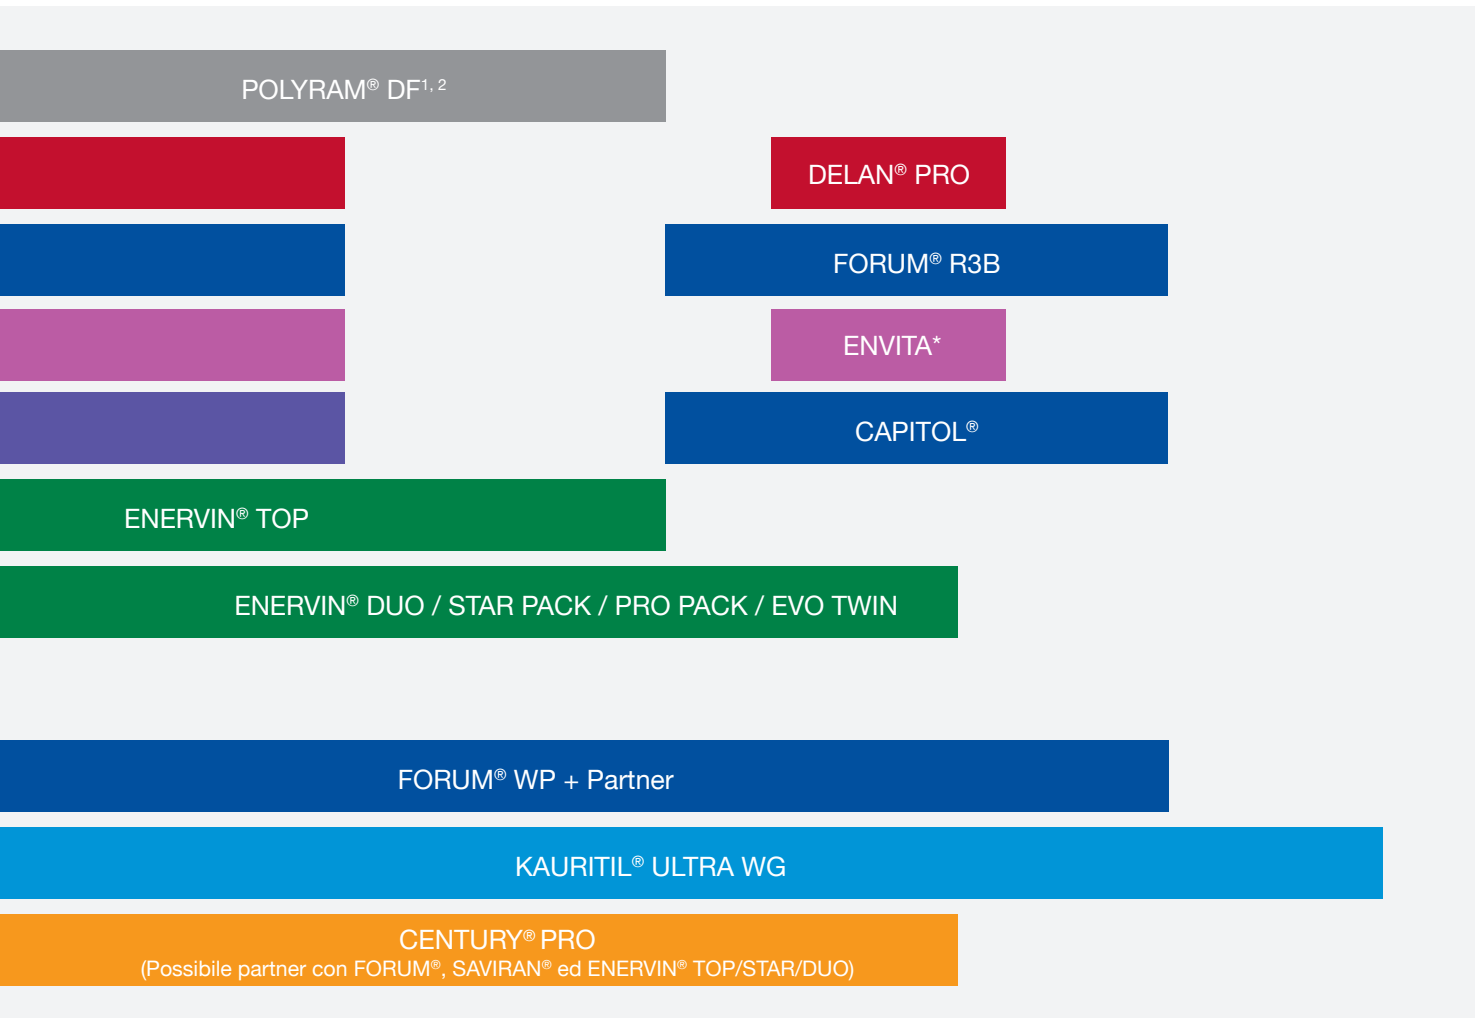 POLYRAM® DF1, 2
DELAN® PRO
FORUM® R3B
ENVITA*
CAPITOL®
ENERVIN® TOP
ENERVIN® DUO / STAR PACK / PRO PACK / EVO TWIN
FORUM® WP + Partner
KAURITIL® ULTRA WG
CENTURY® PRO
(Possibile partner con FORUM®, SAVIRAN® ed ENERVIN® TOP/STAR/DUO)